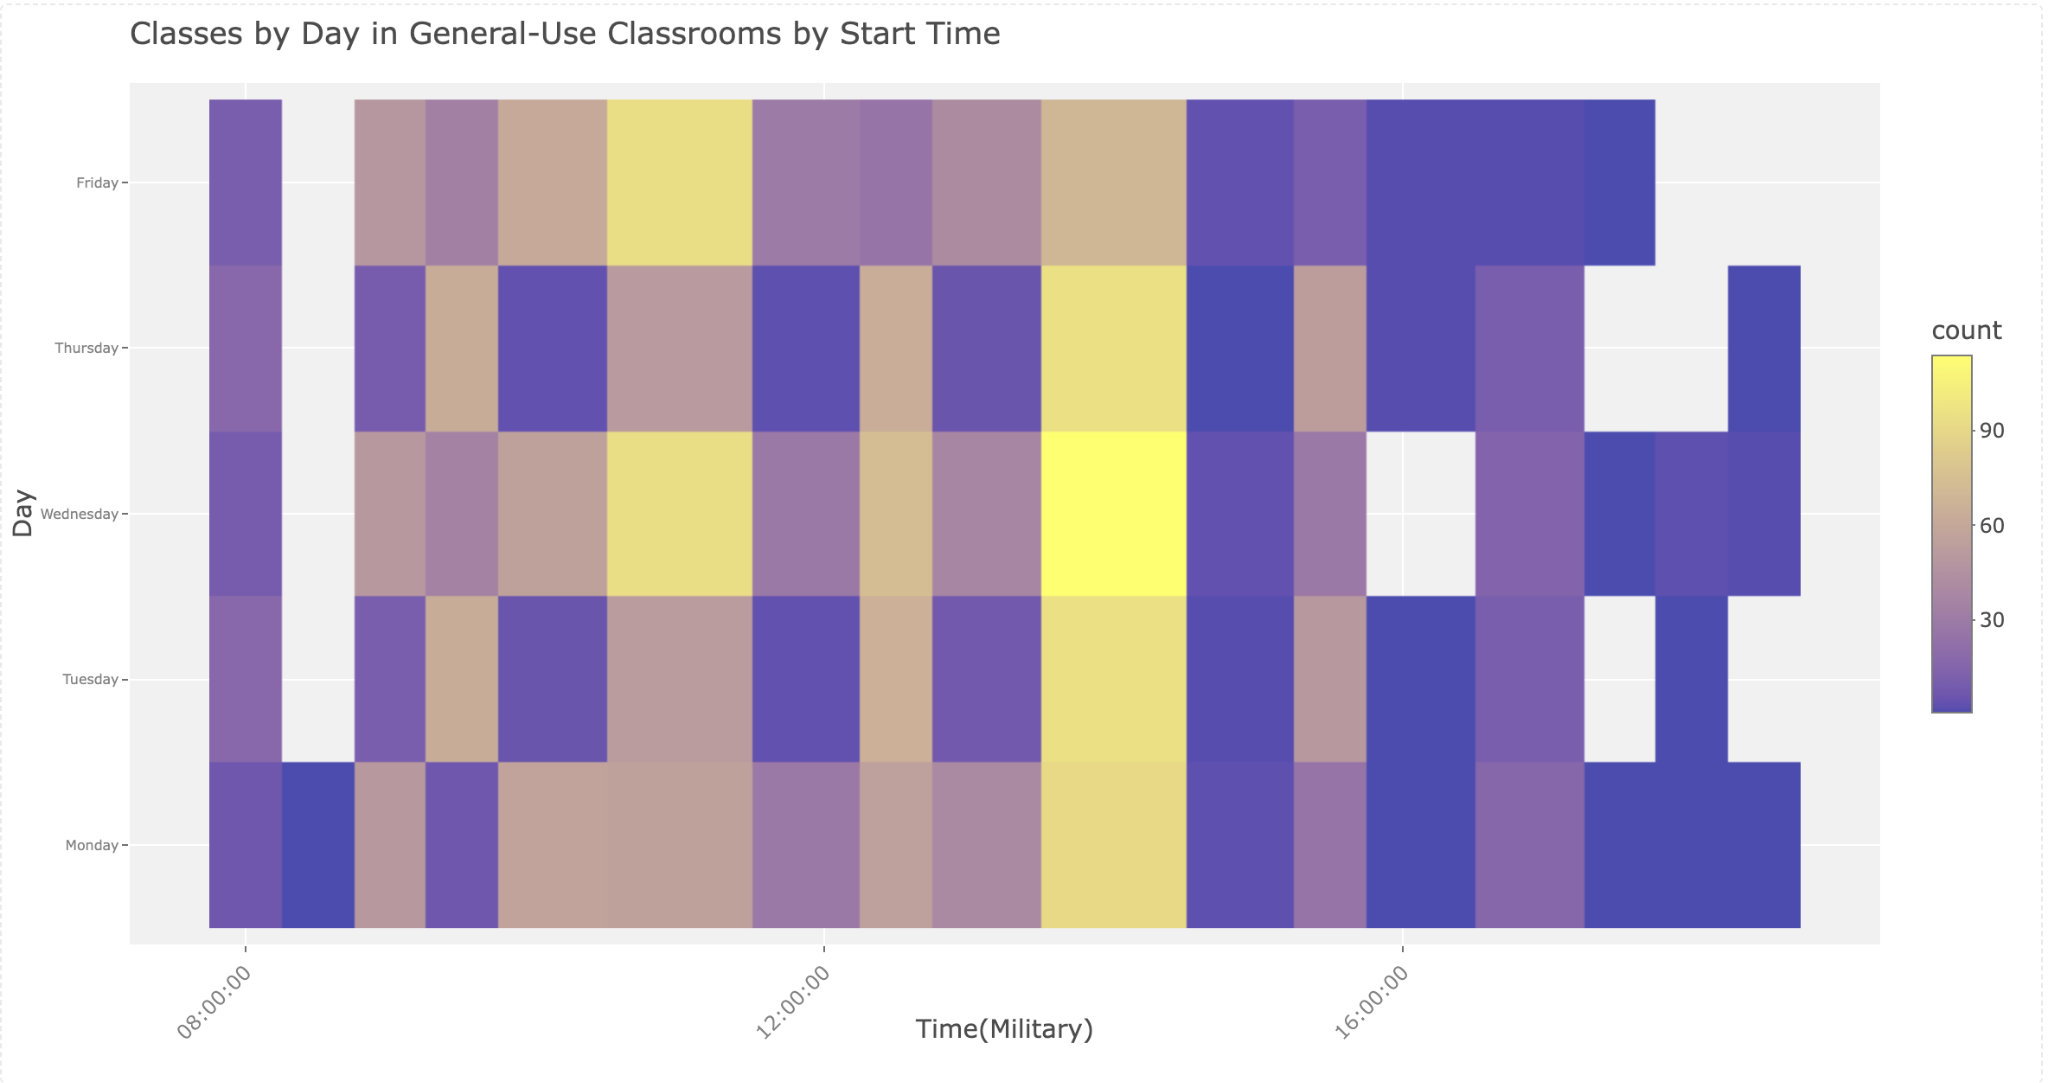 Classes by Day in General-Use Classrooms by Start Time
Day
Friday
Thursday
Wednesday
Tuesday
Monday
08:00:00
12:00:00
16:00:00
Time(Military)
count
90
60
30